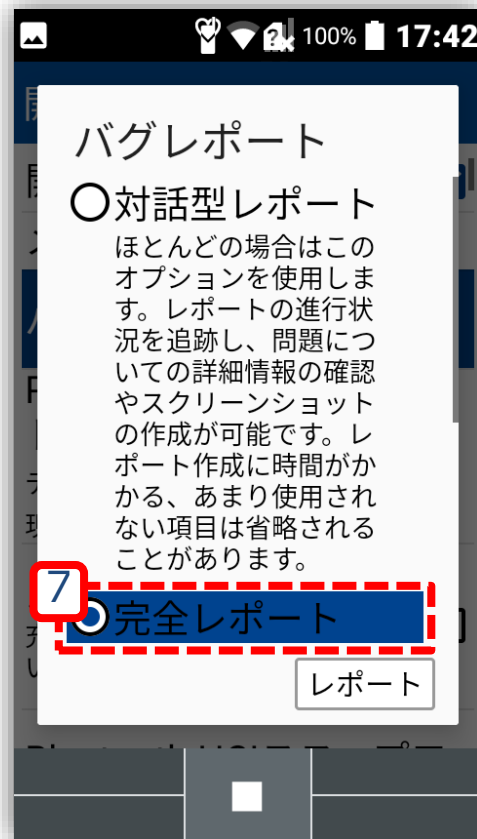 100% 17:42
バグレポート
対話型レポート
ほとんどの場合はこの
オプションを使用しま
す。レポートの進行状
況を追跡し、問題につ
いての詳細情報の確認
やスクリーンショット
の作成が可能です。レ
ポート作成に時間がか
かる、あまり使用され
ない項目は省略される
ことがあります。
7
完全レポート
レポート